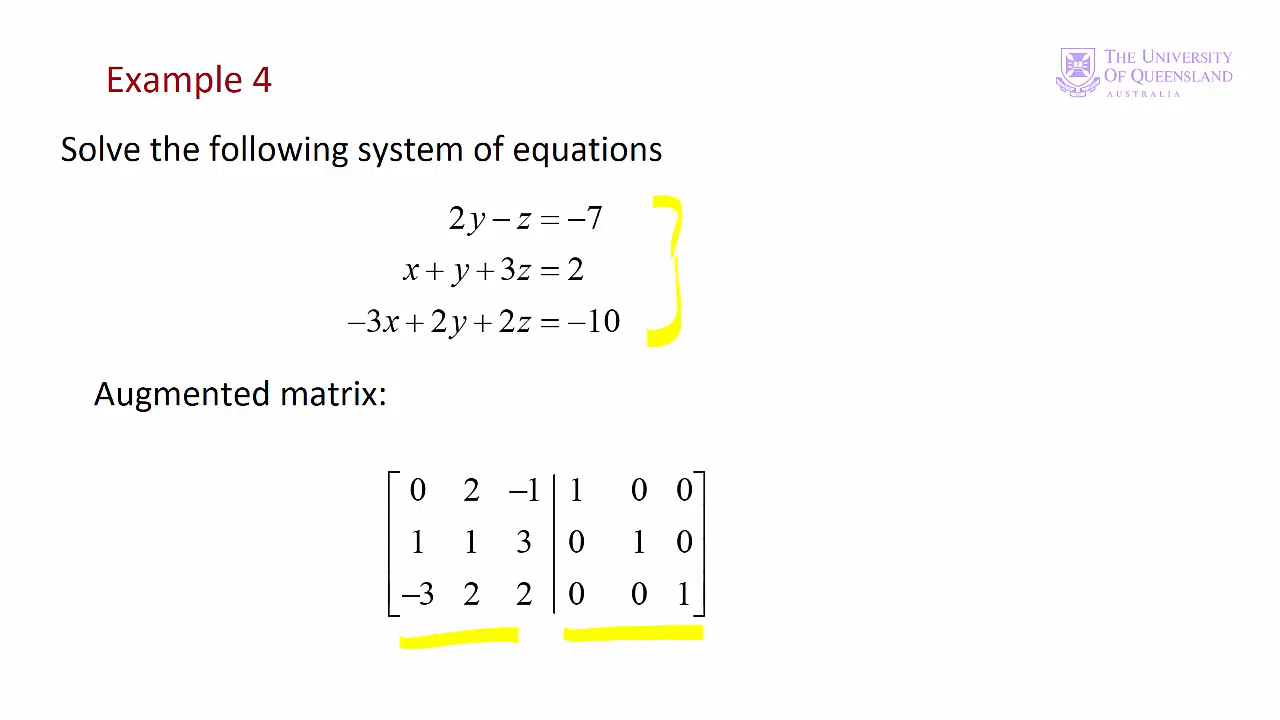 Example 4
THE UNIVERSITY
OF QUEENSLAND
AUSTRALIA
Solve the following system of equations
2y − z = −7
x + y + 3z = 2
−3x + 2y + 2z = −10
Augmented matrix:
0 2 −1 | 1 0 0
1 1 3 | 0 1 0
−3 2 2 | 0 0 1